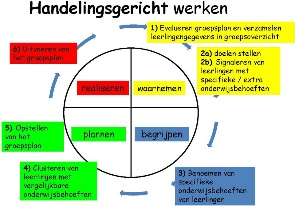 Handelingsgericht werken
1) Evalueren groepsplan en verzamelen
leerlingengegevens in groepsoverzicht
6) Uitvoeren van
het groepsplan
2a) doelen stellen
2b) Signaleren van
leerlingen met
specifieke / extra
onderwijsbehoeften
realiseren
waarnemen
plannen
begrijpen
5) Opstellen
van het
groepsplan
4) Clusteren van
leerlingen met
vergelijkbare
onderwijsbehoeften
3) Benoemen van
specifieke
onderwijsbehoeften
van leerlingen